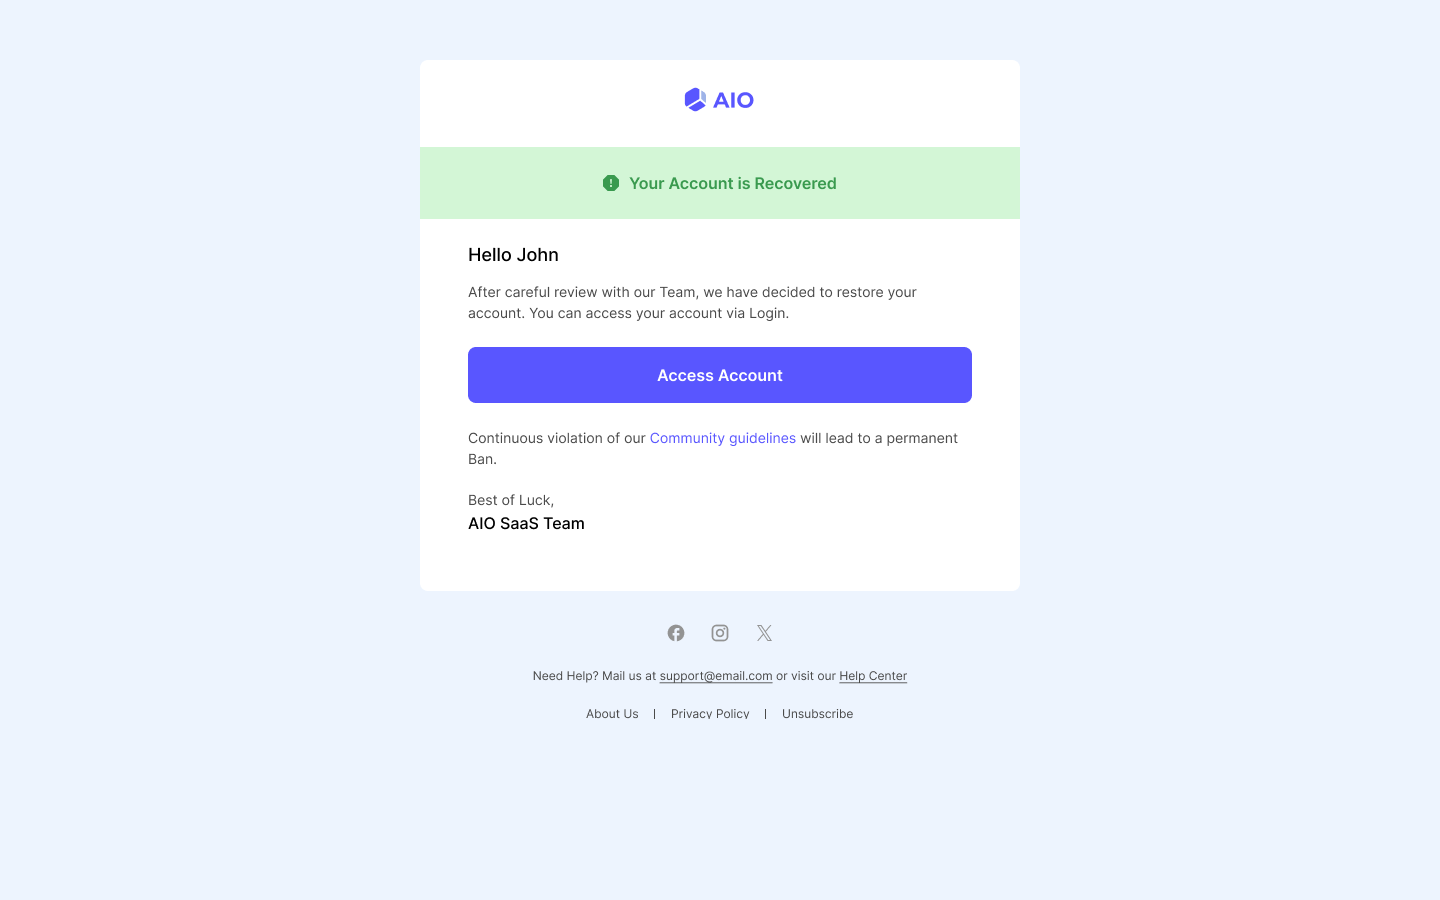 AIO
Your Account is Recovered
Hello John
After careful review with our Team, we have decided to restore your
account. You can access your account via Login.
Access Account
Continuous violation of our Community guidelines will lead to a permanent
Ban.
Best of Luck,
AIO SaaS Team
Need Help? Mail us at support@email.com or visit our Help Center
About Us | Privacy Policy | Unsubscribe